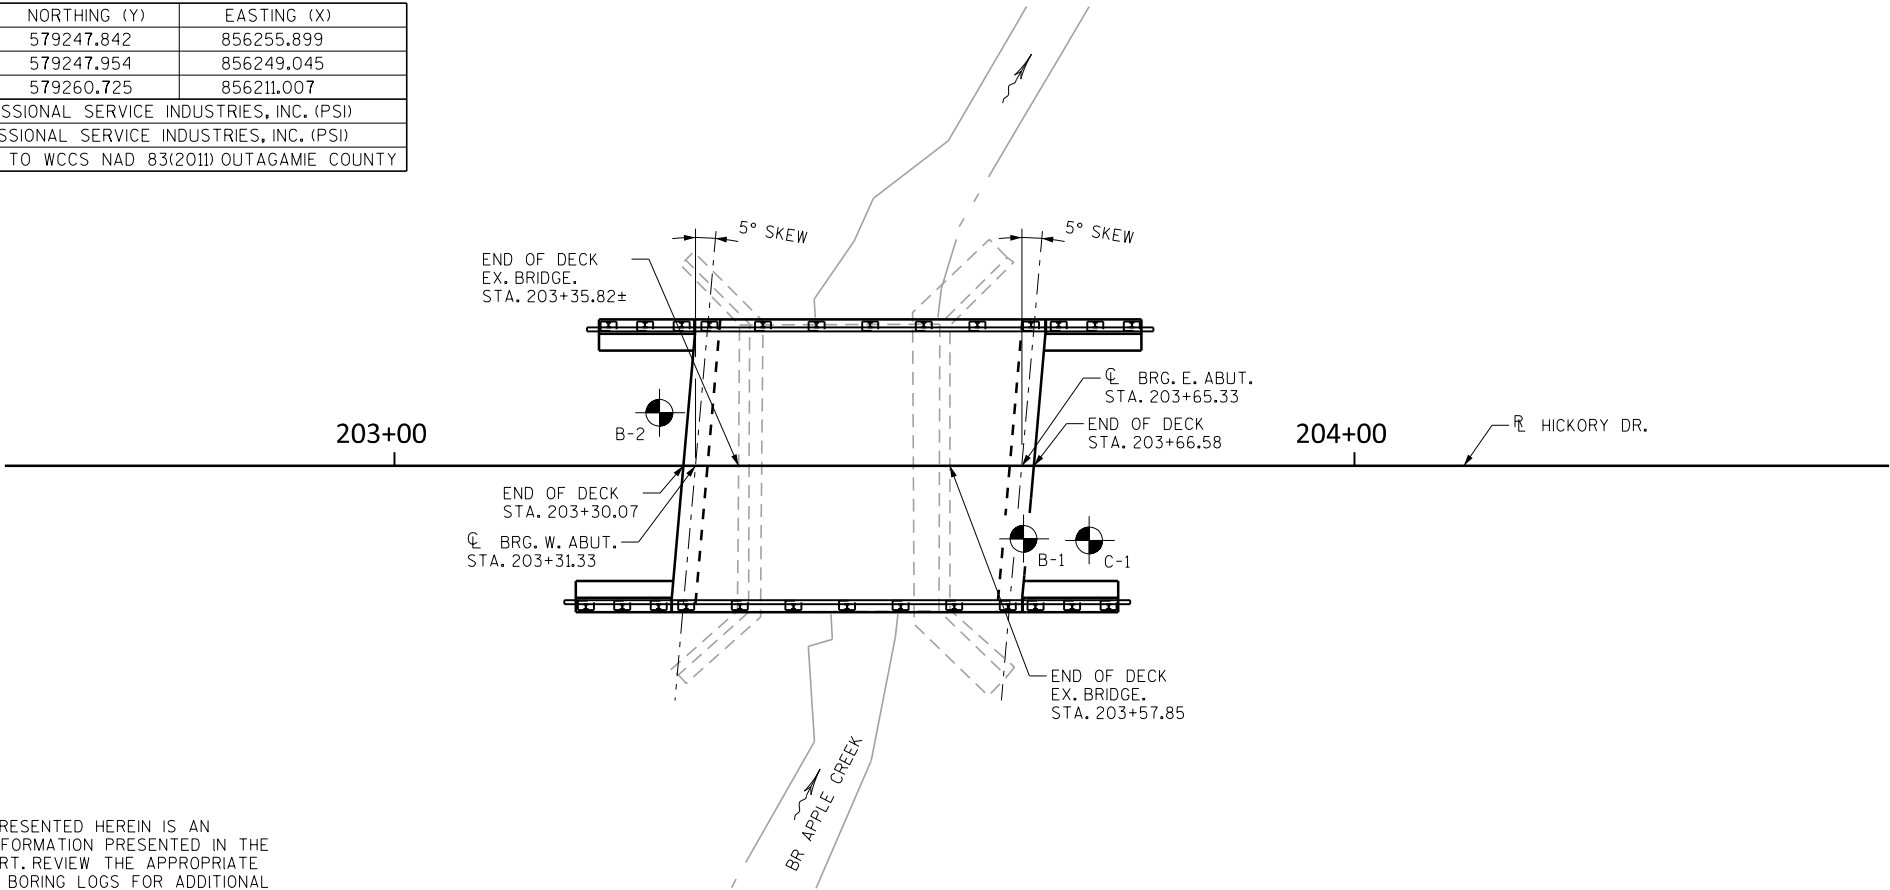 NORTHING (Y) EASTING (X)
579247.842 856255.899
579247.954 856249.045
579260.725 856211.007
SSIONAL SERVICE INDUSTRIES, INC. (PSI)
SSIONAL SERVICE INDUSTRIES, INC. (PSI)
TO WCCS NAD 83(2011) OUTAGAMIE COUNTY
5° SKEW
5° SKEW
END OF DECK
EX. BRIDGE.
STA. 203+35.82±
℄ BRG. E. ABUT.
STA. 203+65.33
END OF DECK
STA. 203+66.58
B-2
203+00
204+00
HICKORY DR.
END OF DECK
STA. 203+30.07
℄ BRG. W. ABUT.
STA. 203+31.33
B-1
C-1
END OF DECK
EX. BRIDGE.
STA. 203+57.85
BR APPLE CREEK
RESENTED HEREIN IS AN
FORMATION PRESENTED IN THE
RT. REVIEW THE APPROPRIATE
BORING LOGS FOR ADDITIONAL